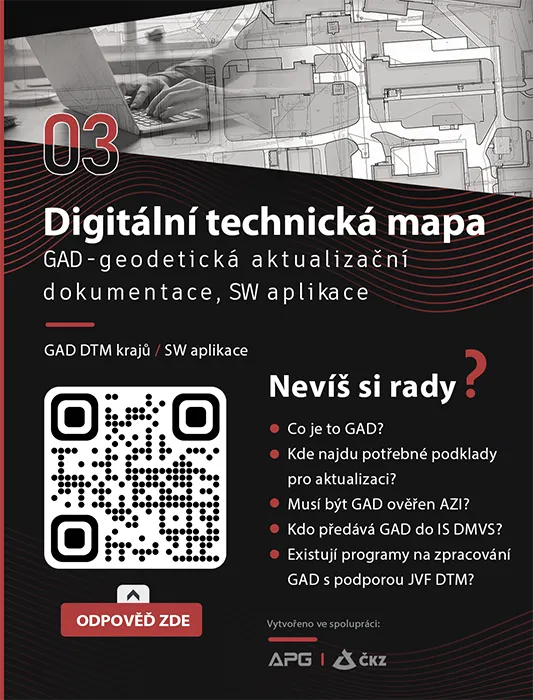 03
Digitální technická mapa
GAD-geodetická aktualizační
dokumentace, SW aplikace
GAD DTM krajů / SW aplikace
Nevíš si rady?
Co je to GAD?
Kde najdu potřebné podklady
pro aktualizaci?
Musí být GAD ověřen AZI?
Kdo předává GAD do IS DMVS?
Existují programy na zpracování
GAD s podporou JVF DTM?
ODPOVĚĎ ZDE
Vytvořeno ve spolupráci:
APG | ČKZ